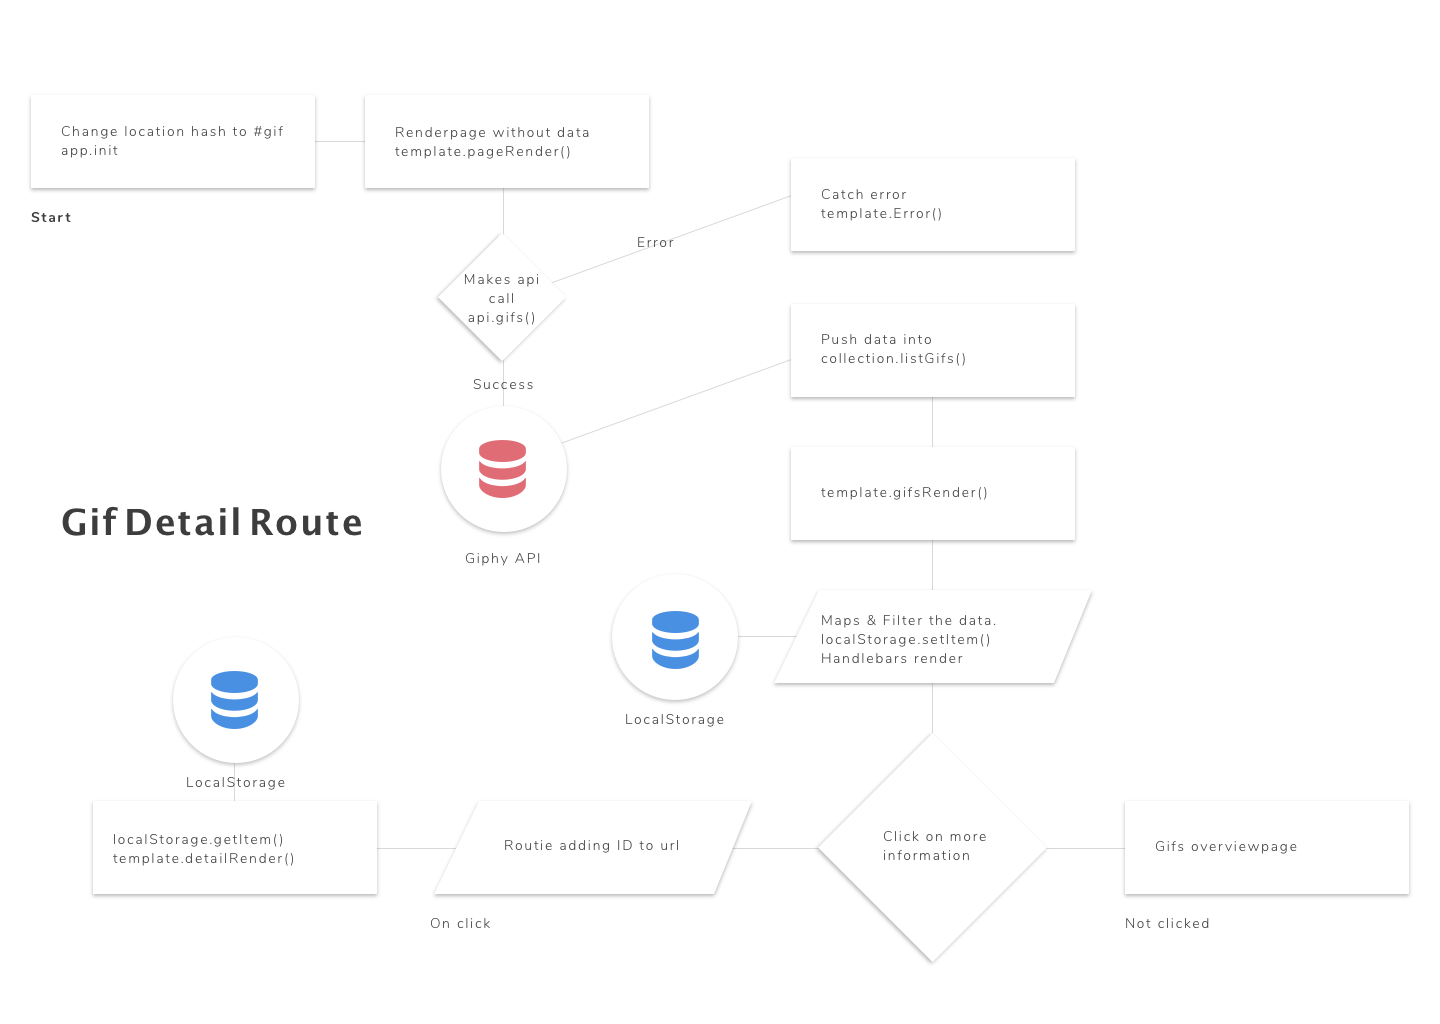 Change location hash to #gif
app.init
Renderpage without data
template.pageRender()
Start
Catch error
template.Error()
Error
Makes api
call
api.gifs()
Push data into
collection.listGifs()
Success
template.gifsRender()
Gif Detail Route
Giphy API
Maps & Filter the data.
localStorage.setItem()
Handlebars render
LocalStorage
LocalStorage
localStorage.getItem()
template.detailRender()
Routie adding ID to url
Click on more
information
Gifs overviewpage
On click
Not clicked